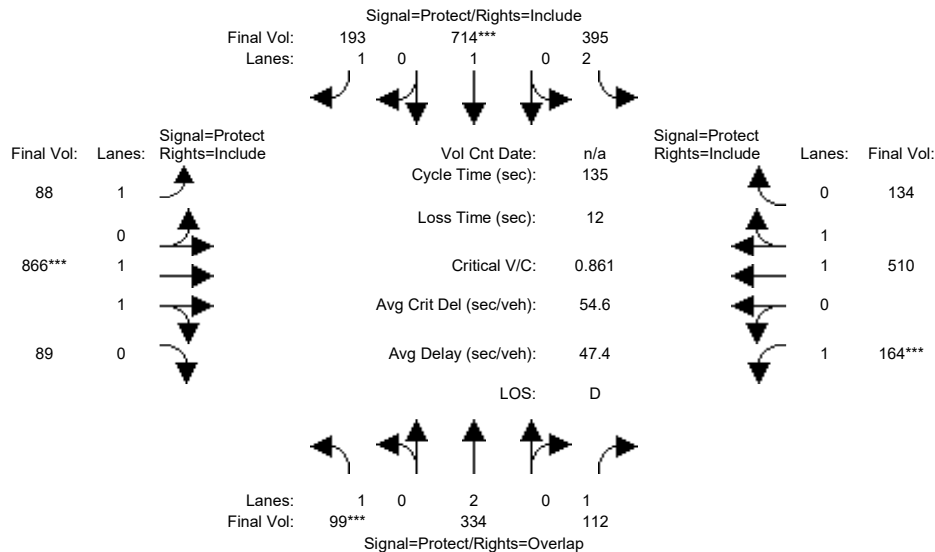 Signal=Protect/Rights=Include
Final Vol: 193 714*** 395
Lanes: 1 0 1 0 2
Signal=Protect Signal=Protect
Final Vol: Lanes: Rights=Include Vol Cnt Date: n/a Rights=Include Lanes: Final Vol:
Cycle Time (sec): 135
88 1 0 134
Loss Time (sec): 12
0 1
866*** 1 Critical V/C: 0.861 1 510
1 Avg Crit Del (sec/veh): 54.6 0
89 0 Avg Delay (sec/veh): 47.4 1 164***
LOS: D
Lanes: 1 0 2 0 1
Final Vol: 99*** 334 112
Signal=Protect/Rights=Overlap